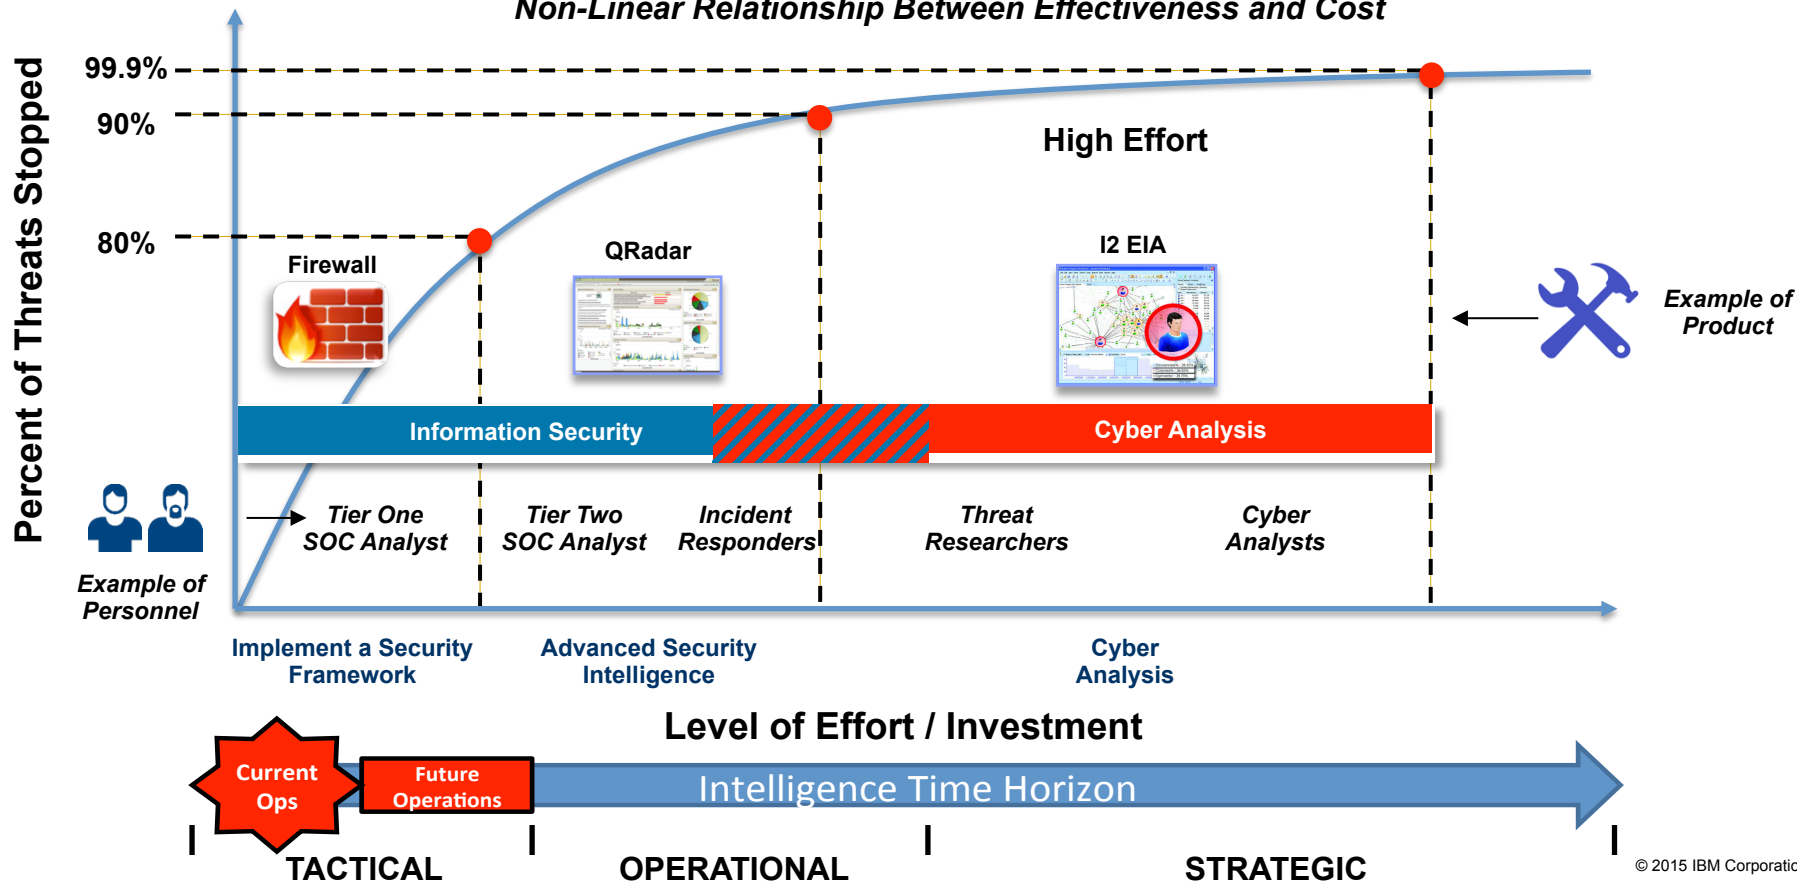 Non-Linear Relationship Between Effectiveness and Cost
Percent of Threats Stopped
99.9%
90%
80%
High Effort
Firewall
QRadar
I2 EIA
Example of
Product
Information Security
Cyber Analysis
Example of
Personnel
Tier One
SOC Analyst
Tier Two
SOC Analyst
Incident
Responders
Threat
Researchers
Cyber
Analysts
Implement a Security
Framework
Advanced Security
Intelligence
Cyber
Analysis
Level of Effort / Investment
Current
Ops
Future
Operations
Intelligence Time Horizon
TACTICAL
OPERATIONAL
STRATEGIC
© 2015 IBM Corporatio